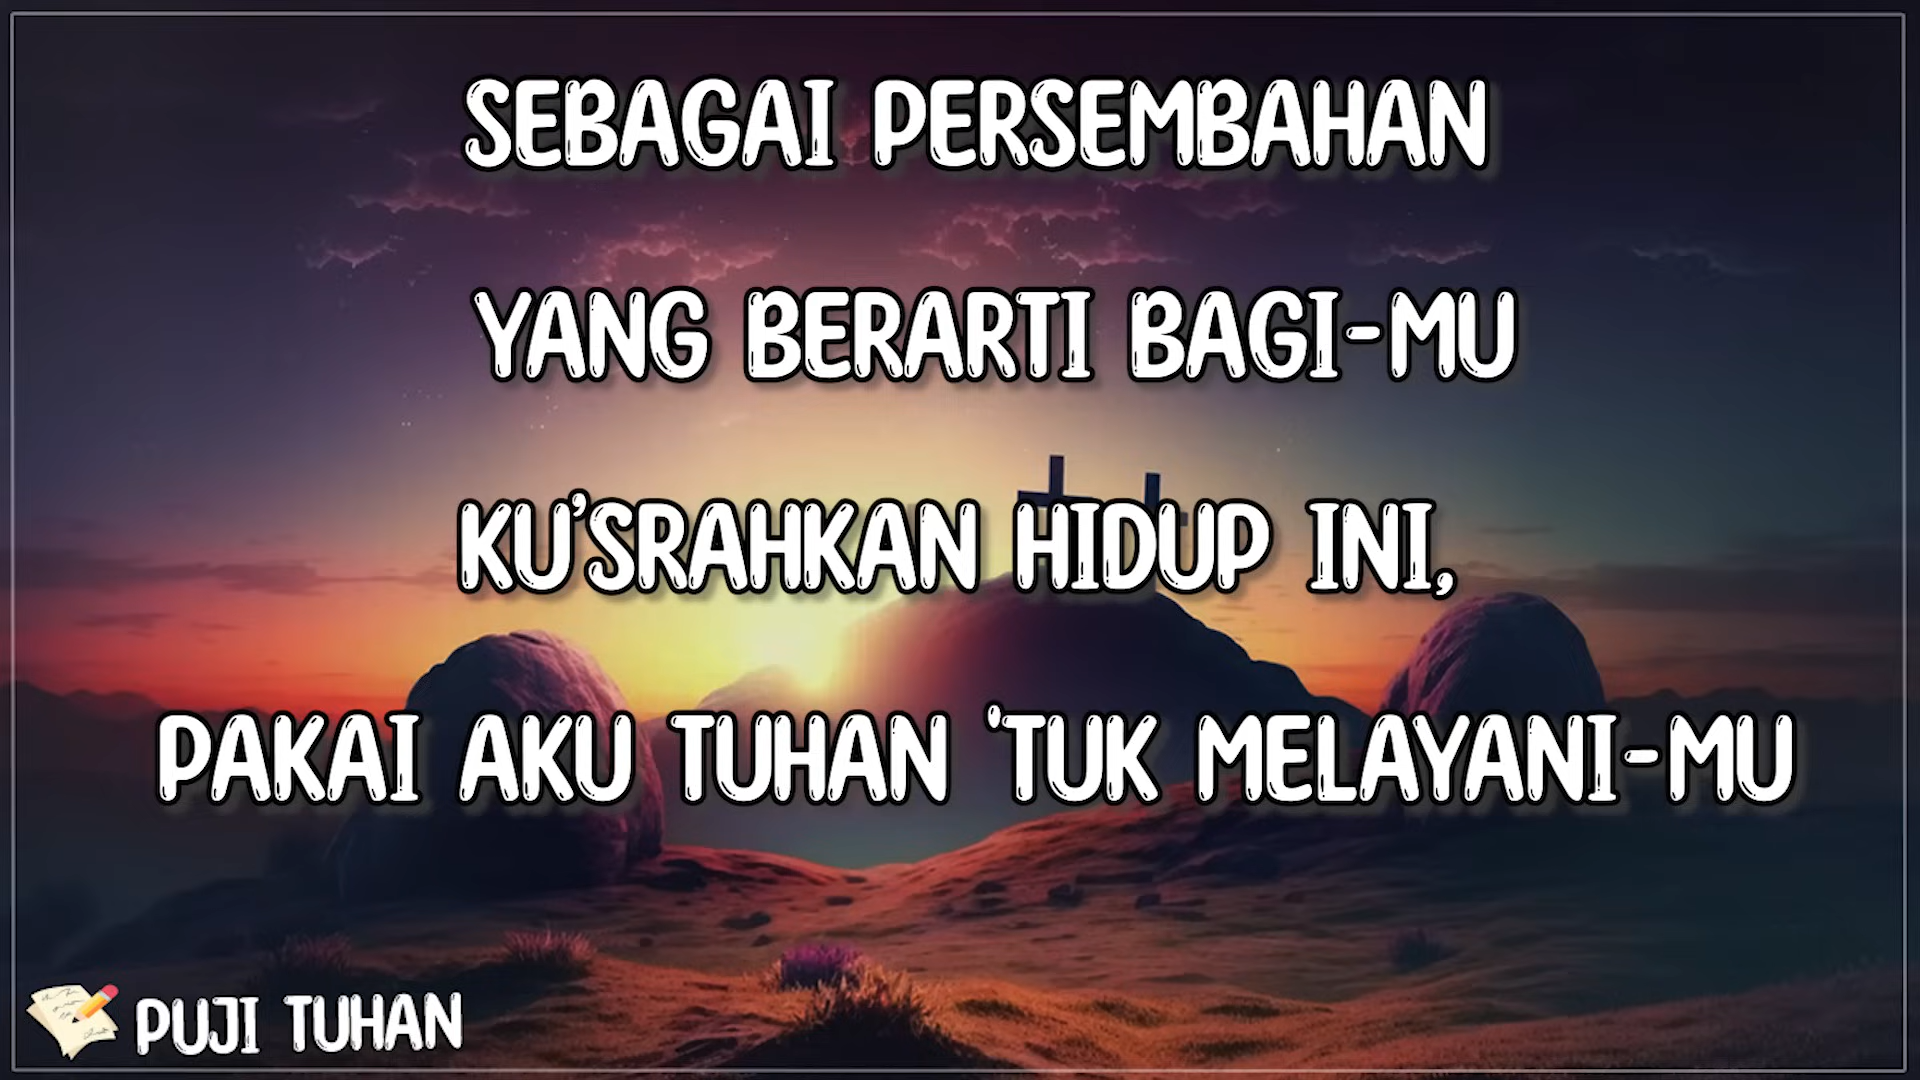 SEBAGAI PERSEMBAHAN
YANG BERARTI BAGI-MU
KU'SRAHKAN HIDUP INI,
PAKAI AKU TUHAN 'TUK MELAYANI-MU
PUJI TUHAN